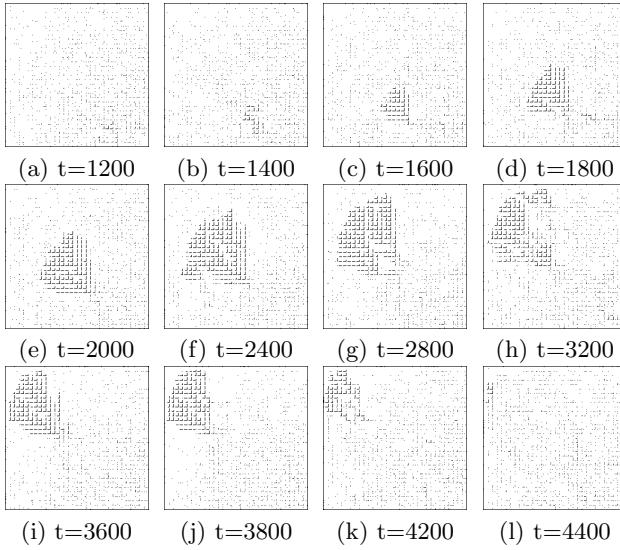 (a) t=1200 (b) t=1400 (c) t=1600 (d) t=1800
(e) t=2000 (f) t=2400 (g) t=2800 (h) t=3200
(i) t=3600 (j) t=3800 (k) t=4200 (l) t=4400